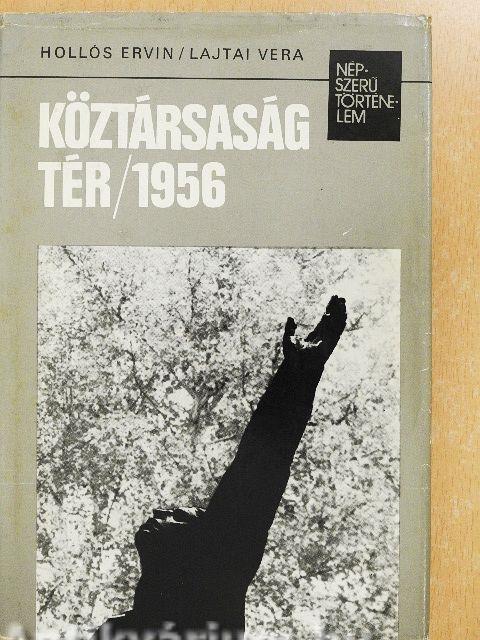 HOLLÓS ERVIN / LAJTAI VERA
NÉP-
SZERŰ
TÖRTÉNE-
LEM
KÖZTÁRSASÁG
TÉR/1956